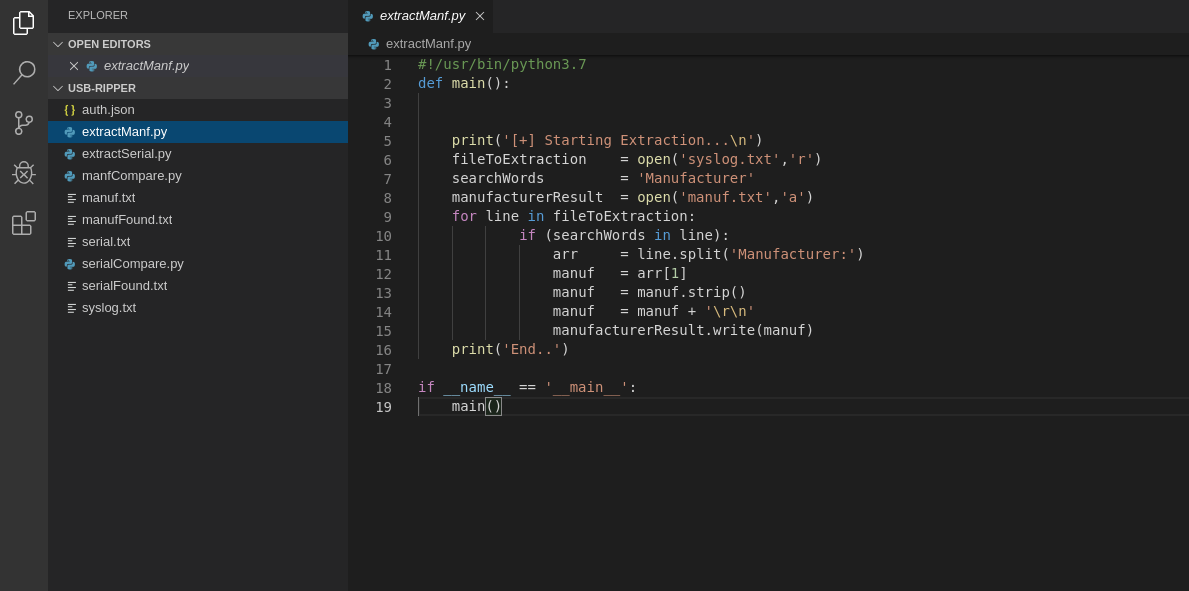 EXPLORER
OPEN EDITORS
extractManf.py
USB-RIPPER
{ } auth.json
extractManf.py
extractSerial.py
manfCompare.py
manuf.txt
manufFound.txt
serial.txt
serialCompare.py
serialFound.txt
syslog.txt
extractManf.py
extractManf.py
1 #!/usr/bin/python3.7
2 def main():
3
4
5     print('[+] Starting Extraction...\n')
6     fileToExtraction    = open('syslog.txt','r')
7     searchWords         = 'Manufacturer'
8     manufacturerResult  = open('manuf.txt','a')
9     for line in fileToExtraction:
10             if (searchWords in line):
11                 arr     = line.split('Manufacturer:')
12                 manuf   = arr[1]
13                 manuf   = manuf.strip()
14                 manuf   = manuf + '\r\n'
15                 manufacturerResult.write(manuf)
16     print('End..')
17
18 if __name__ == '__main__':
19     main()